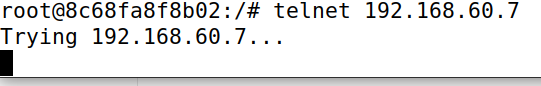 root@8c68fa8f8b02:/# telnet 192.168.60.7
Trying 192.168.60.7...